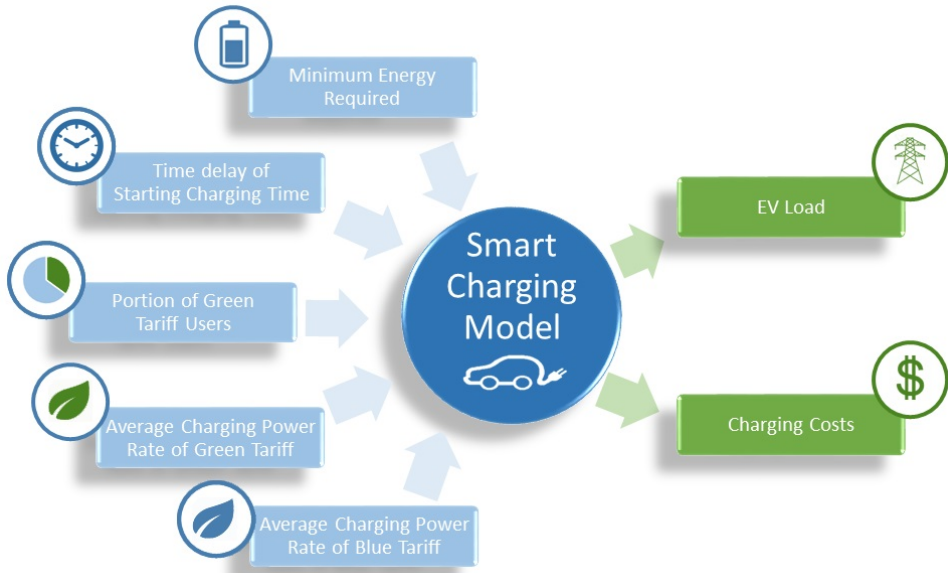 Minimum Energy
Required
Time delay of
Starting Charging Time
Portion of Green
Tariff Users
Average Charging Power
Rate of Green Tariff
Average Charging Power
Rate of Blue Tariff
Smart
Charging
Model
EV Load
$
Charging Costs